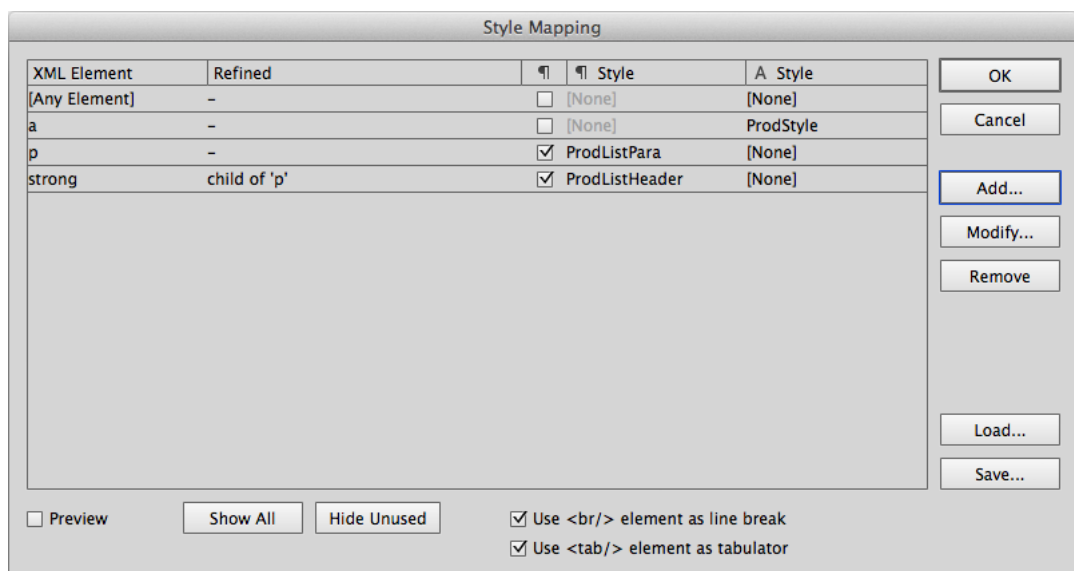 Style Mapping
XML Element Refined ¶ ¶ Style A Style
[Any Element] – [None] [None]
a – [None] ProdStyle
p – ProdListPara [None]
strong child of 'p' ProdListHeader [None]
OK
Cancel
Add...
Modify...
Remove
Load...
Save...
Preview Show All Hide Unused Use <br/> element as line break
Use <tab/> element as tabulator